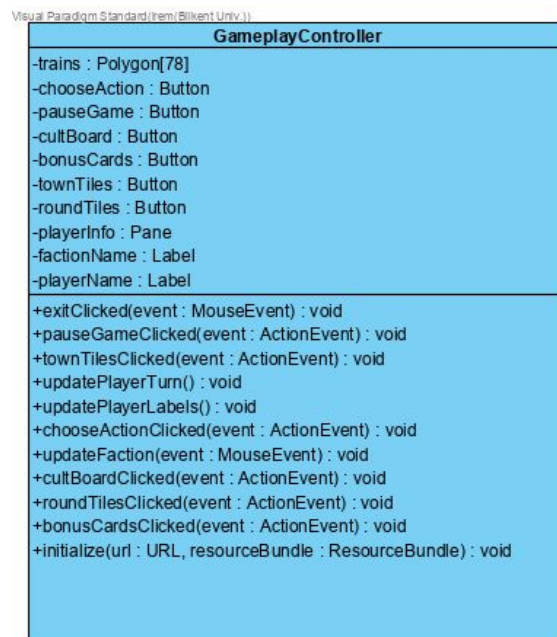 Visual Paradigm Standard(Irem(Bilkent Univ.))
GameplayController
-trains : Polygon[78]
-chooseAction : Button
-pauseGame : Button
-cultBoard : Button
-bonusCards : Button
-townTiles : Button
-roundTiles : Button
-playerInfo : Pane
-factionName : Label
-playerName : Label
+exitClicked(event : MouseEvent) : void
+pauseGameClicked(event : ActionEvent) : void
+townTilesClicked(event : ActionEvent) : void
+updatePlayerTurn() : void
+updatePlayerLabels() : void
+chooseActionClicked(event : ActionEvent) : void
+updateFaction(event : MouseEvent) : void
+cultBoardClicked(event : ActionEvent) : void
+roundTilesClicked(event : ActionEvent) : void
+bonusCardsClicked(event : ActionEvent) : void
+initialize(url : URL, resourceBundle : ResourceBundle) : void